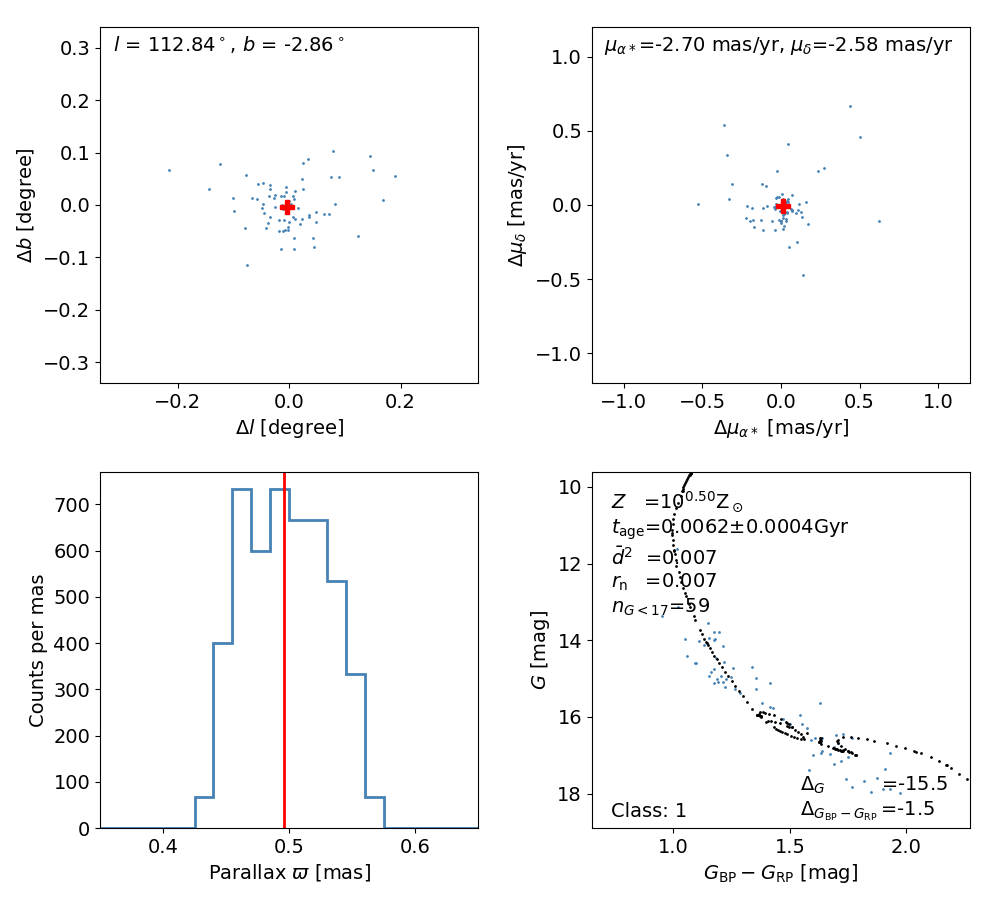 l = 112.84°, b = -2.86°
0.3
0.2
0.1
0.0
−0.1
−0.2
−0.3
Δb [degree]
−0.2 0.0 0.2
Δl [degree]
μα*=-2.70 mas/yr, μδ=-2.58 mas/yr
1.0
0.5
0.0
−0.5
−1.0
Δμδ [mas/yr]
−1.0 −0.5 0.0 0.5 1.0
Δμα* [mas/yr]
700
600
500
400
300
200
100
0
Counts per mas
0.4 0.5 0.6
Parallax ϖ [mas]
10
12
14
16
18
G [mag]
Z =10^0.50 Z⊙
t_age=0.0062±0.0004Gyr
d̄² =0.007
r_n =0.007
n_G<17=59
Δ_G =-15.5
Class: 1 Δ_GBP−GRP =-1.5
1.0 1.5 2.0
G_BP − G_RP [mag]